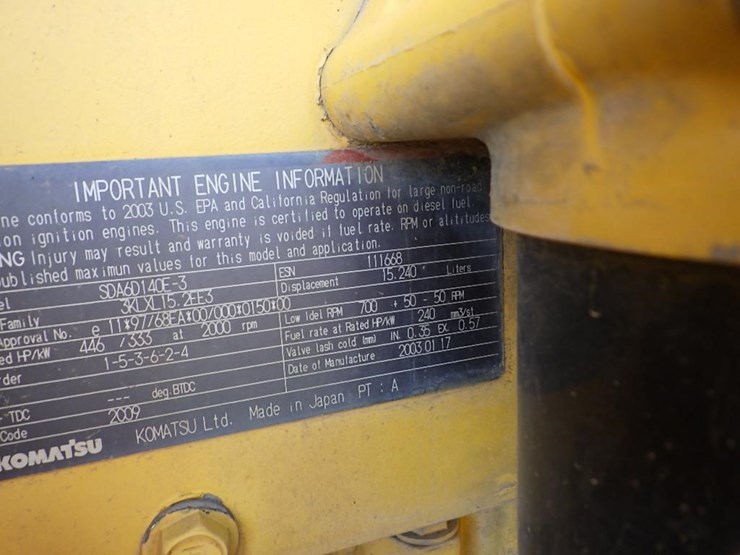 IMPORTANT ENGINE INFORMATION
ne conforms to 2003 U.S. EPA and California Regulation for large non-road
on ignition engines. This engine is certified to operate on diesel fuel.
NG Injury may result and warranty is voided if fuel rate. RPM or alititudes
published maximun values for this model and application.
el SDA6D140E-3 ESN 111668
Family 3KLXL15.2EE3 Displacement 15.240 Liters
Approval No. e 11*97/68EA*00/000*0150*00
ed HP/kW 446 /333 at 2000 rpm Low Idel RPM 700 +50 - 50 RPM
rder 1-5-3-6-2-4 Fuel rate at Rated HP/kW 240 mm3/st
Valve lash cold (mm) IN. 0.35 EX. 0.57
-TDC --- deg.BTDC Date of Manufacture 2003 01 17
Code 2009
KOMATSU KOMATSU Ltd. Made in Japan PT : A